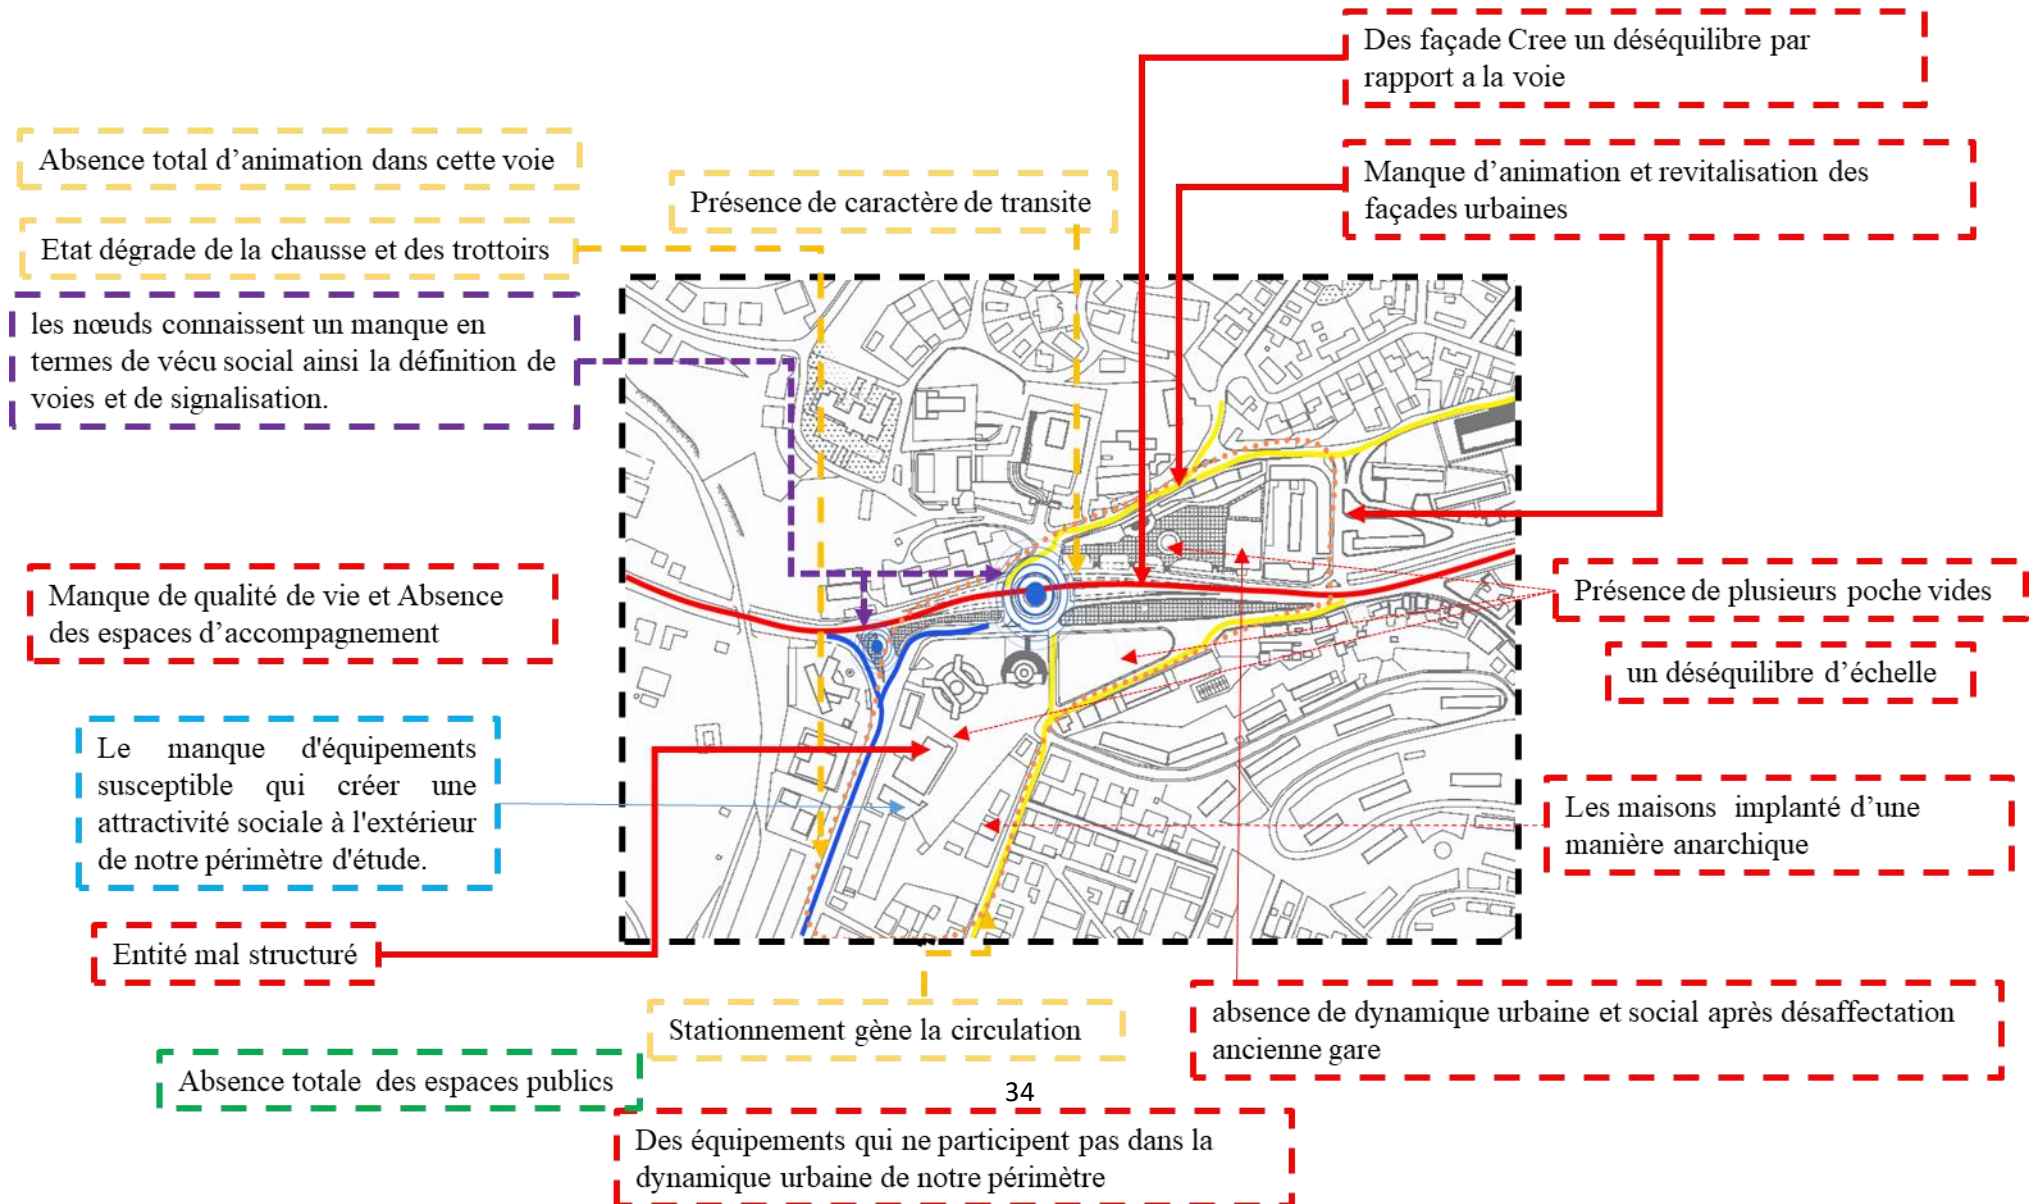 Des façade Cree un déséquilibre par
rapport a la voie
Absence total d’animation dans cette voie
Présence de caractère de transite
Manque d’animation et revitalisation des
façades urbaines
Etat dégrade de la chausse et des trottoirs
les nœuds connaissent un manque en
termes de vécu social ainsi la définition de
voies et de signalisation.
Manque de qualité de vie et Absence
des espaces d’accompagnement
Présence de plusieurs poche vides
un déséquilibre d’échelle
Le manque d'équipements
susceptible qui créer une
attractivité sociale à l'extérieur
de notre périmètre d'étude.
Les maisons implanté d’une
manière anarchique
Entité mal structuré
Stationnement gène la circulation
absence de dynamique urbaine et social après désaffectation
ancienne gare
Absence totale des espaces publics
34
Des équipements qui ne participent pas dans la
dynamique urbaine de notre périmètre